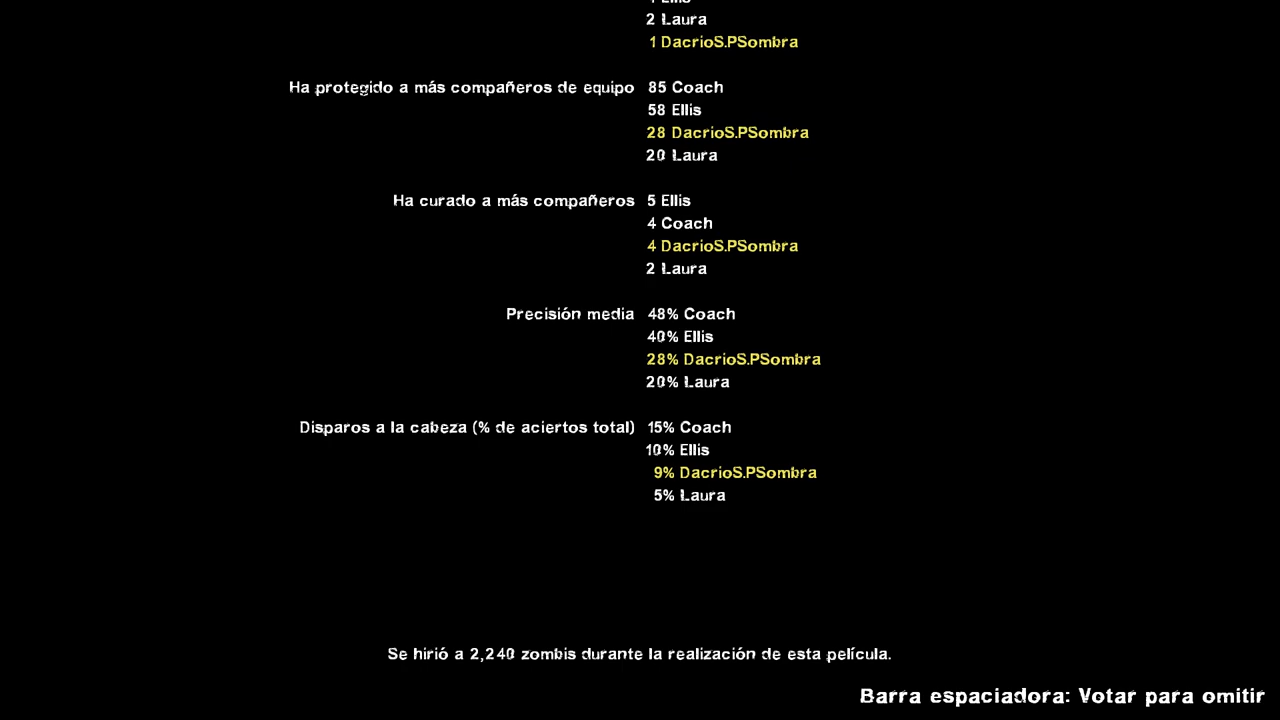 1 Ellis
2 Laura
1 DacrioS.PSombra
Ha protegido a más compañeros de equipo 85 Coach
58 Ellis
28 DacrioS.PSombra
20 Laura
Ha curado a más compañeros 5 Ellis
4 Coach
4 DacrioS.PSombra
2 Laura
Precisión media 48% Coach
40% Ellis
28% DacrioS.PSombra
20% Laura
Disparos a la cabeza (% de aciertos total) 15% Coach
10% Ellis
9% DacrioS.PSombra
5% Laura
Se hirió a 2,240 zombis durante la realización de esta película.
Barra espaciadora: Votar para omitir